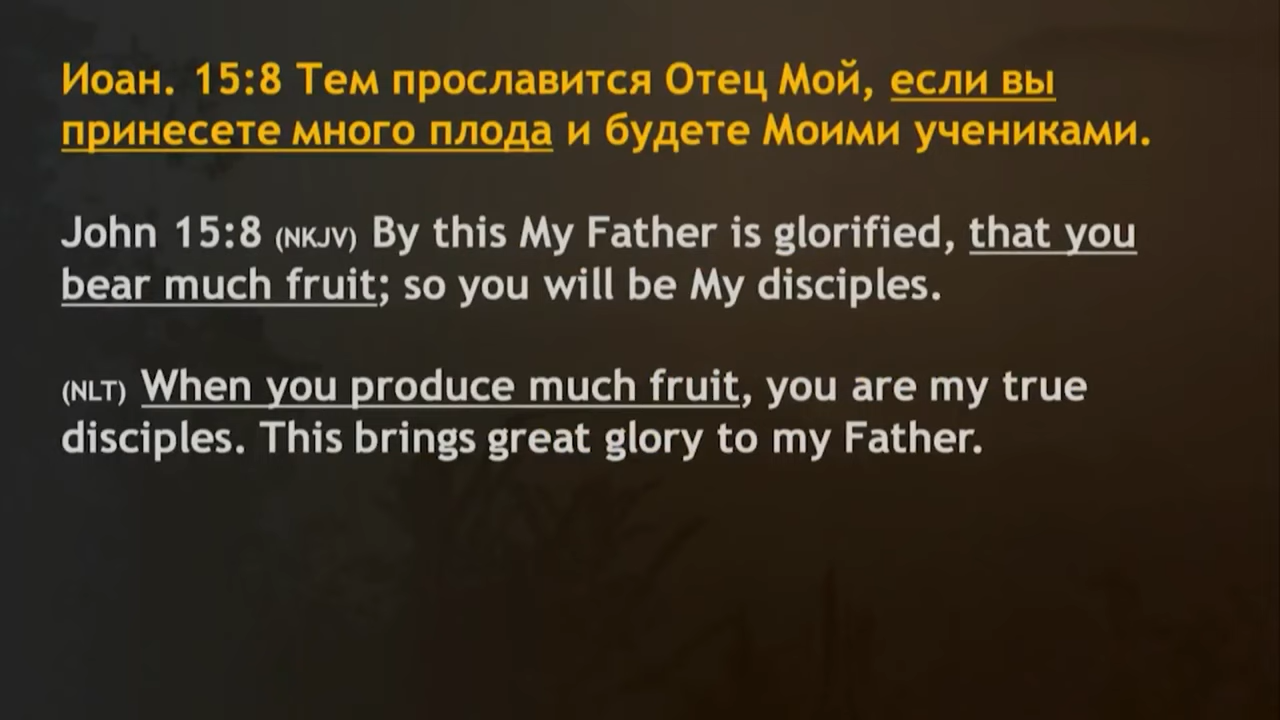 Иоан. 15:8 Тем прославится Отец Мой, если вы
принесете много плода и будете Моими учениками.
John 15:8 (NKJV) By this My Father is glorified, that you
bear much fruit; so you will be My disciples.
(NLT) When you produce much fruit, you are my true
disciples. This brings great glory to my Father.